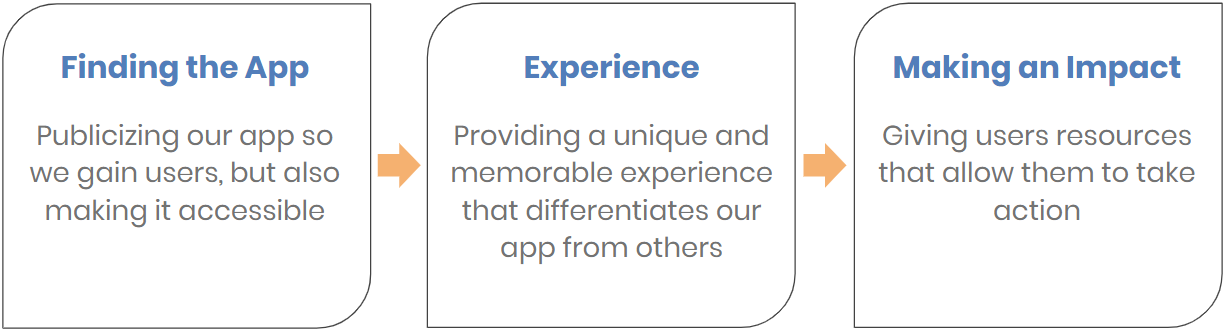 Finding the App
Publicizing our app so
we gain users, but also
making it accessible
Experience
Providing a unique and
memorable experience
that differentiates our
app from others
Making an Impact
Giving users resources
that allow them to take
action